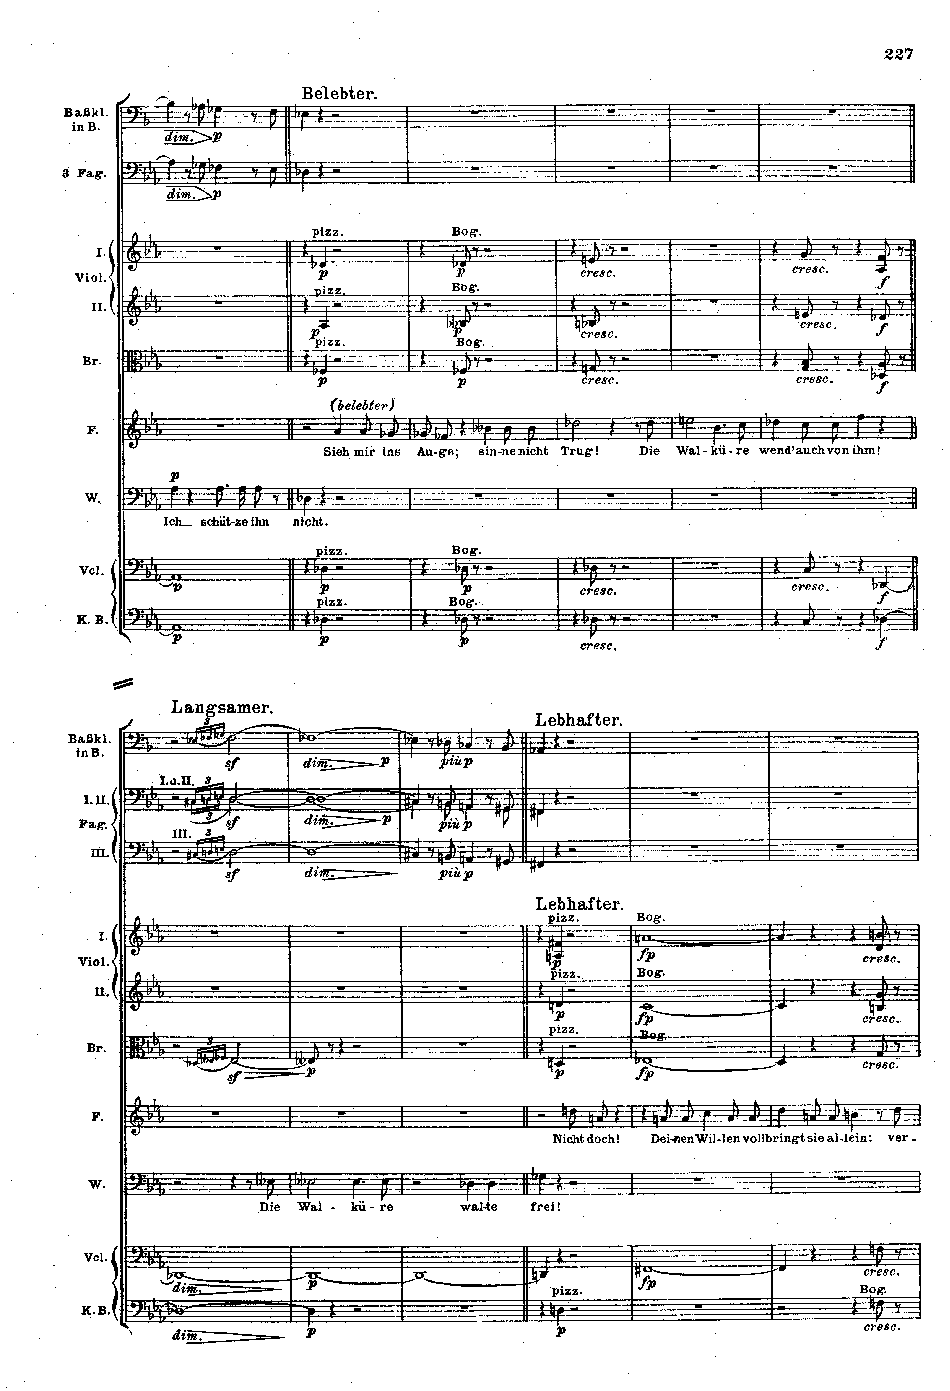 227
Belebter.
Baßkl. in B.
dim. p
3 Fag.
dim. p
pizz. Bog.
I.
p p cresc. cresc. f
Viol.
pizz. Bog.
II.
p p cresc. cresc. f
pizz. Bog.
Br.
p p cresc. cresc. f
(belebter)
F.
Sieh mir ins Au-ge; sin-ne nicht Trug! Die Wal-kü-re wend' auch von ihm!
p
W.
Ich schüt-ze ihn nicht.
pizz. Bog.
Vcl.
p p p cresc. cresc. f
pizz. Bog.
K. B.
p p p cresc. f
Langsamer. Lebhafter.
3
Baßkl. in B.
sf dim. p più p
I. u. II. 3
I. II.
3 sf dim. p più p
Fag.
III. 3
III.
sf dim. più p
Lebhafter.
pizz. Bog.
I.
p fp cresc.
Viol.
pizz. Bog.
II.
p fp cresc.
3 pizz. Bog.
Br.
sf p p fp cresc.
F.
Nicht doch! Dei-nen Wil-len vollbringt sie al-lein: ver-
W.
Die Wal-kü-re wal-te frei!
Vcl.
dim. p fp cresc.
pizz. Bog.
K. B.
dim. p p cresc.